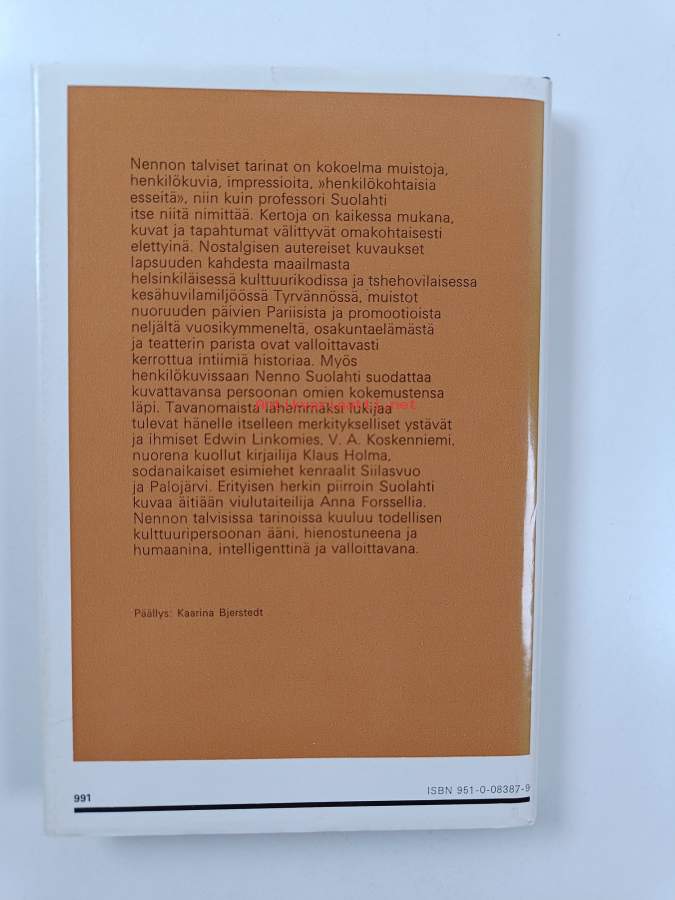 Nennon talviset tarinat on kokoelma muistoja,
henkilökuvia, impressioita, »henkilökohtaisia
esseitä», niin kuin professori Suolahti
itse niitä nimittää. Kertoja on kaikessa mukana,
kuvat ja tapahtumat välittyvät omakohtaisesti
elettyinä. Nostalgisen autereiset kuvaukset
lapsuuden kahdesta maailmasta
helsinkiläisessä kulttuurikodissa ja tshehovilaisessa
kesähuvilamiljöössä Tyrvännössä, muistot
nuoruuden päivien Pariisista ja promootioista
neljältä vuosikymmeneltä, osakuntaelämästä
ja teatterin parista ovat valloittavasti
kerrottua intiimiä historiaa. Myös
henkilökuvissaan Nenno Suolahti suodattaa
kuvattavansa persoonan omien kokemustensa
läpi. Tavanomaista lähemmäksi lukijaa
tulevat hänelle itselleen merkitykselliset ystävät
ja ihmiset Edwin Linkomies, V. A. Koskenniemi,
nuorena kuollut kirjailija Klaus Holma,
sodanaikaiset esimiehet kenraalit Siilasvuo
ja Palojärvi. Erityisen herkin piirroin Suolahti
kuvaa äitiään viulutaiteilija Anna Forssellia.
Nennon talvisissa tarinoissa kuuluu todellisen
kulttuuripersoonan ääni, hienostuneena ja
humaanina, intelligenttinä ja valloittavana.
Päällys: Kaarina Bjerstedt
991
ISBN 951-0-08387-9